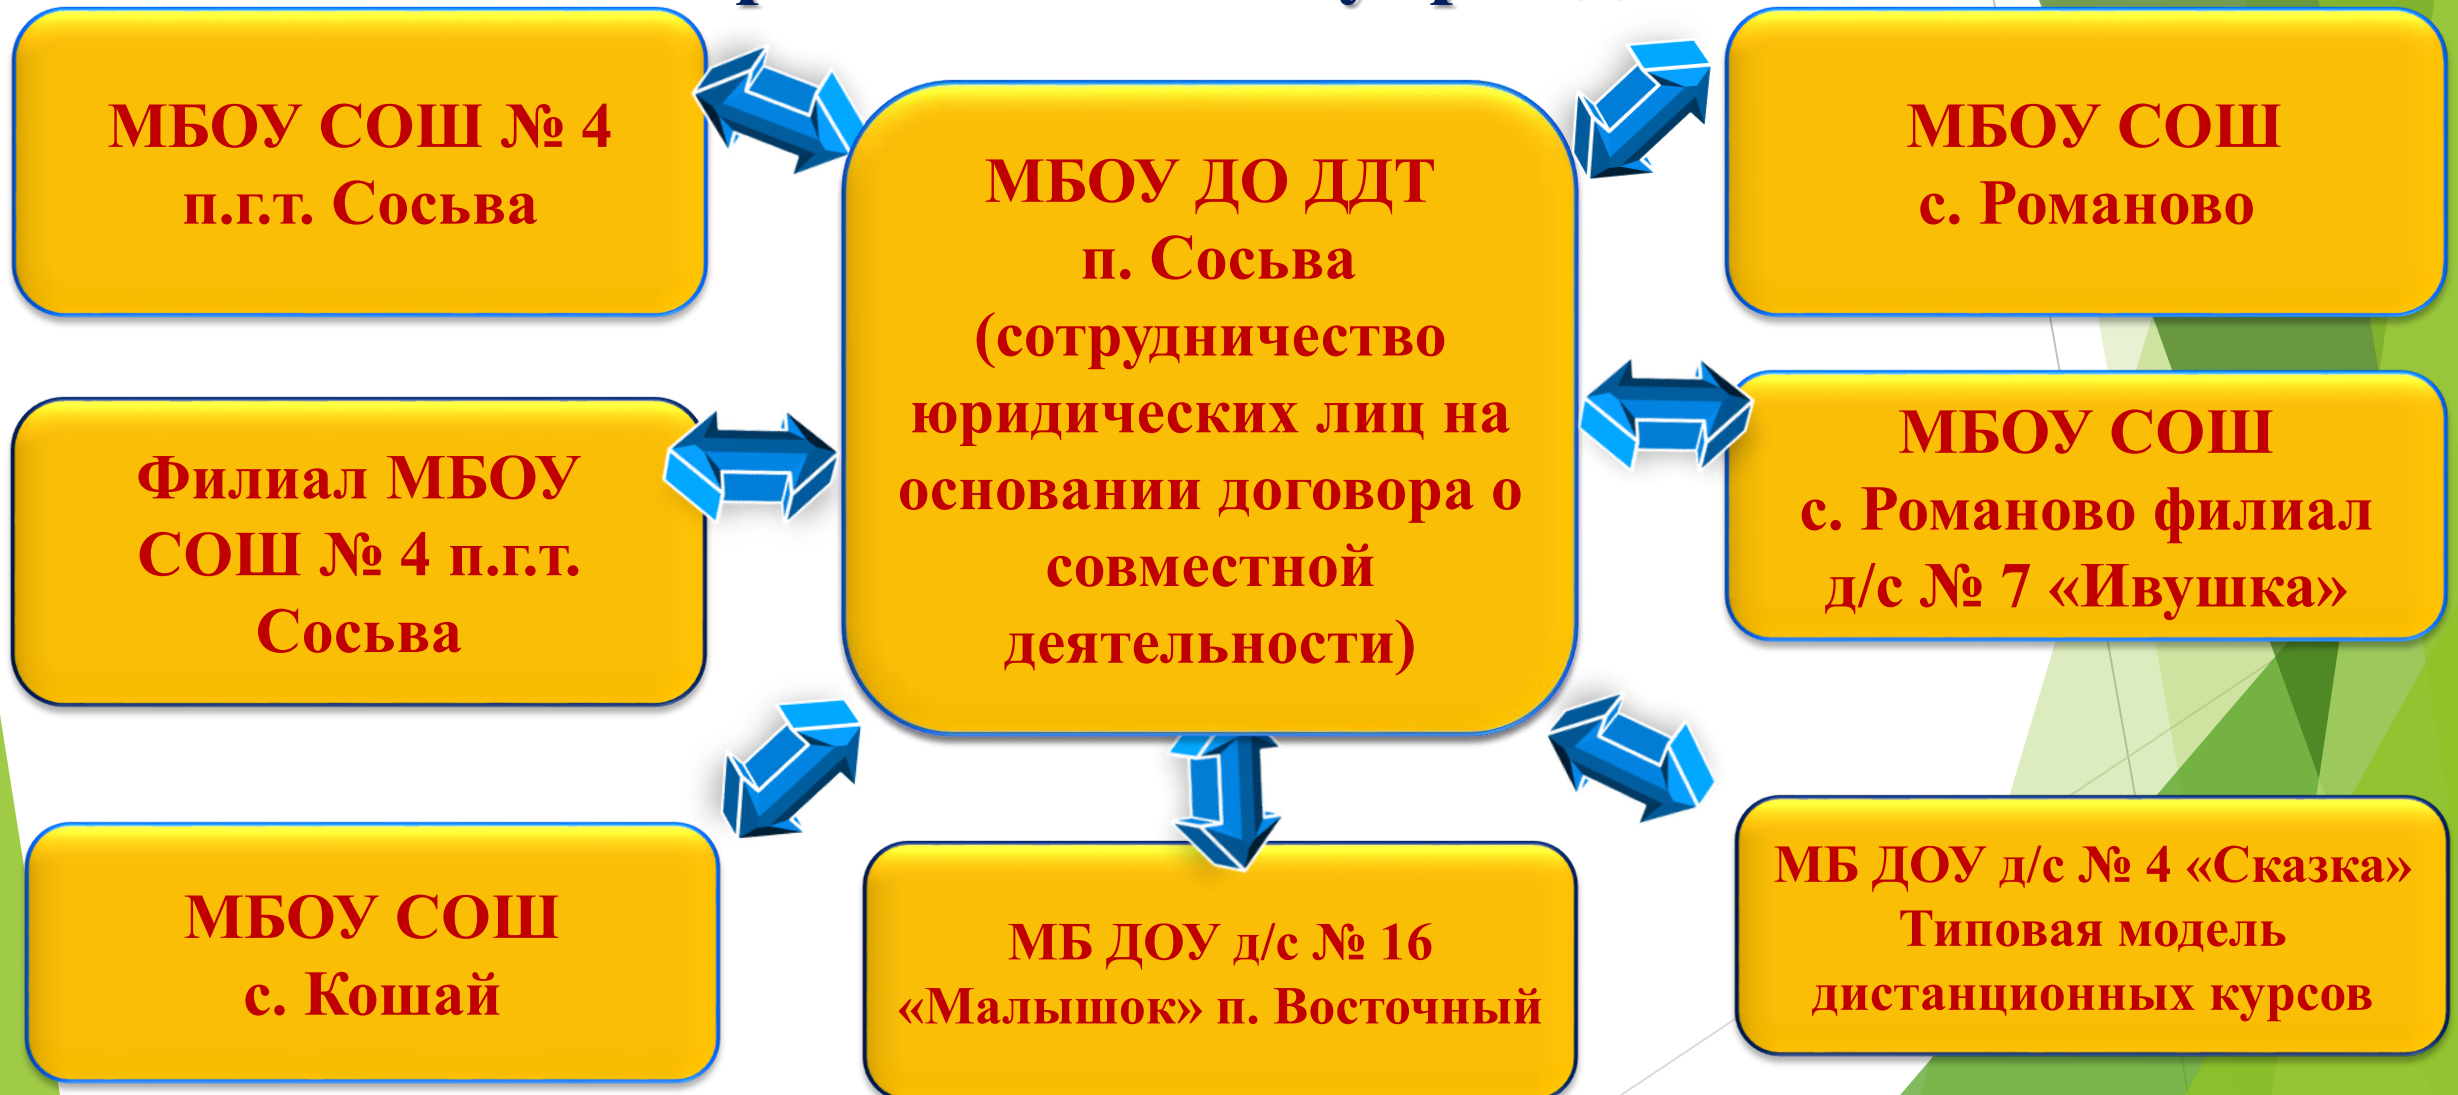 МБОУ СОШ № 4
п.г.т. Сосьва
МБОУ ДО ДДТ
п. Сосьва
(сотрудничество
юридических лиц на
основании договора о
совместной
деятельности)
МБОУ СОШ
с. Романово
Филиал МБОУ
СОШ № 4 п.г.т.
Сосьва
МБОУ СОШ
с. Романово филиал
д/с № 7 «Ивушка»
МБОУ СОШ
с. Кошай
МБ ДОУ д/с № 16
«Малышок» п. Восточный
МБ ДОУ д/с № 4 «Сказка»
Типовая модель
дистанционных курсов